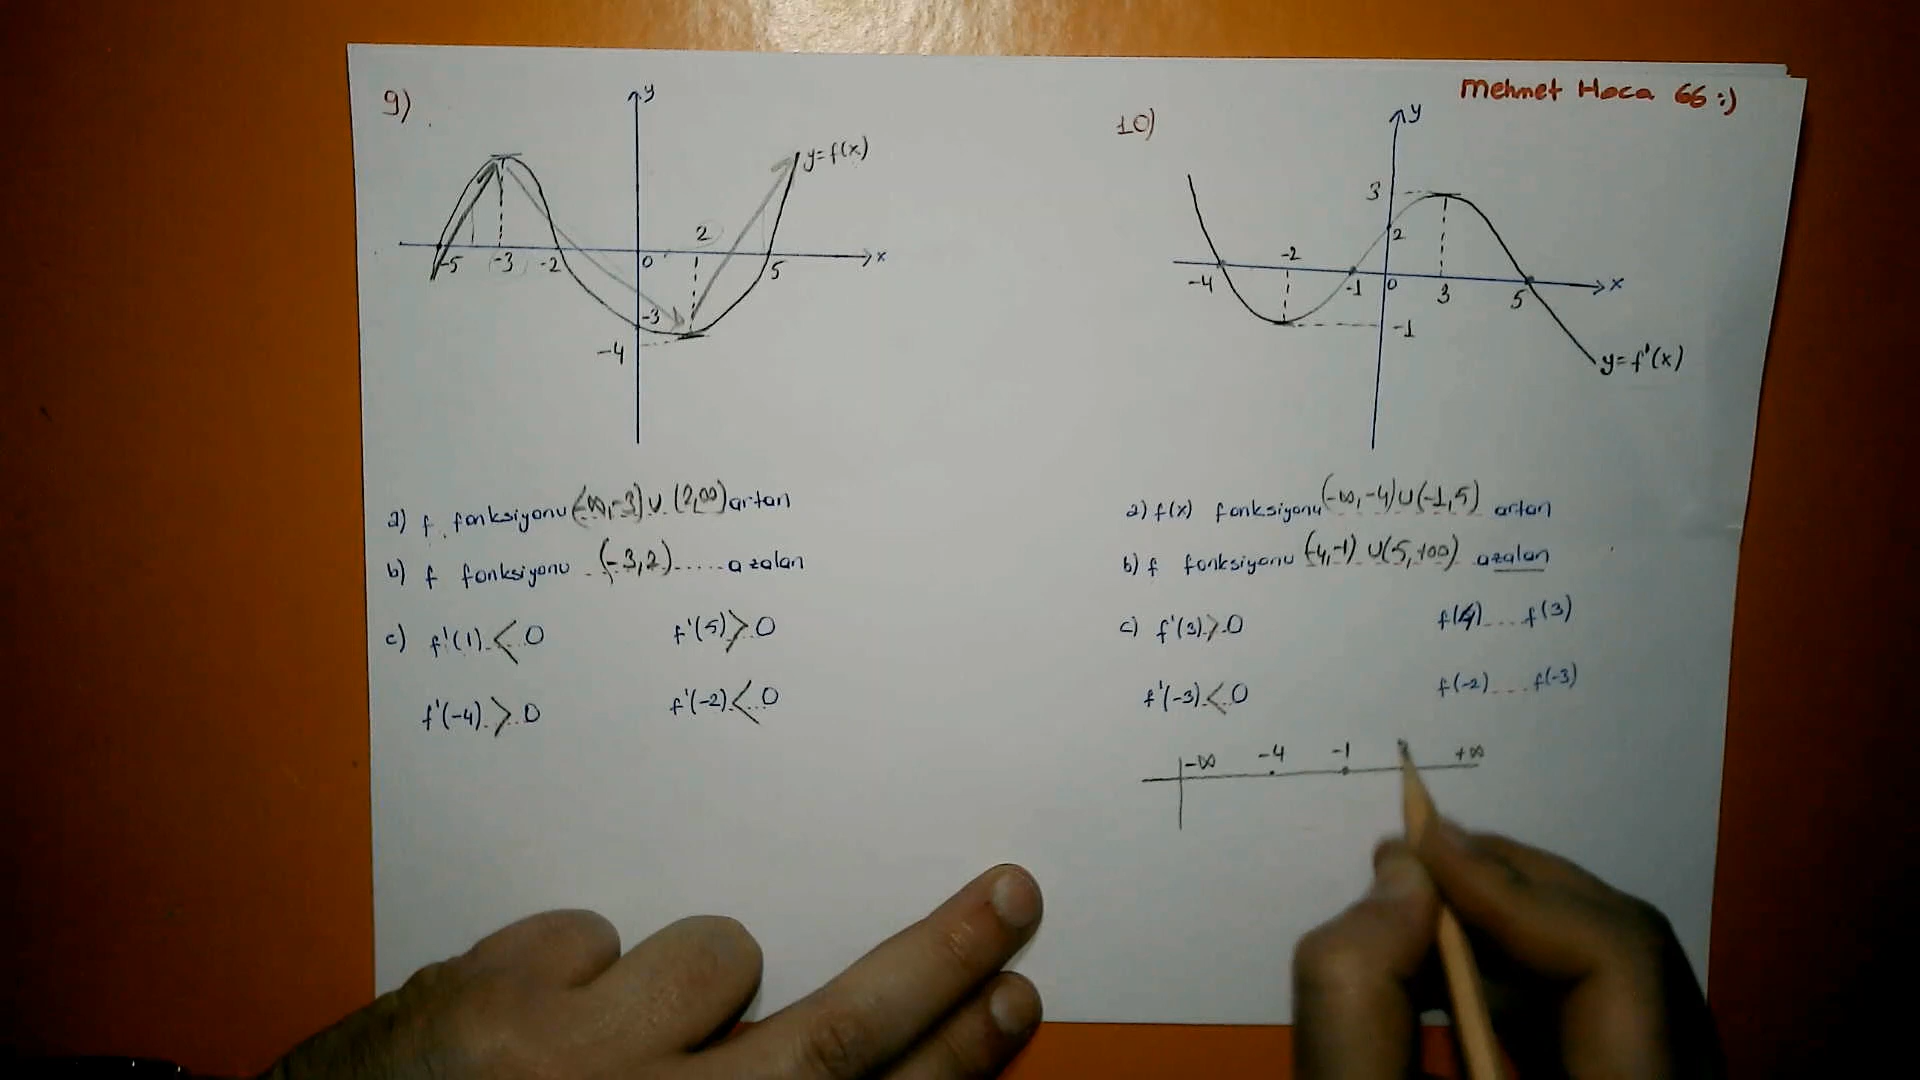 Mehmet Hoca 66 :)
9)
y
y=f(x)
-5 -3 -2 0 2 5 x
-3
-4
a) f fonksiyonu (-∞,-3) ∪ (2,∞) artan
b) f fonksiyonu (-3,2) ..... azalan
c) f'(1) < 0 f'(5) > 0
f'(-4) > 0 f'(-2) < 0
10)
y
3
2
-4 -2 -1 0 3 5 x
-1
y=f'(x)
a) f(x) fonksiyonu (-∞,-4)∪(-1,5) artan
b) f fonksiyonu (-4,-1) ∪(5,+∞) azalan
c) f'(3) > 0 f(4) .... f(3)
f'(-3) < 0 f(-2) .... f(-3)
-∞ -4 -1 +∞